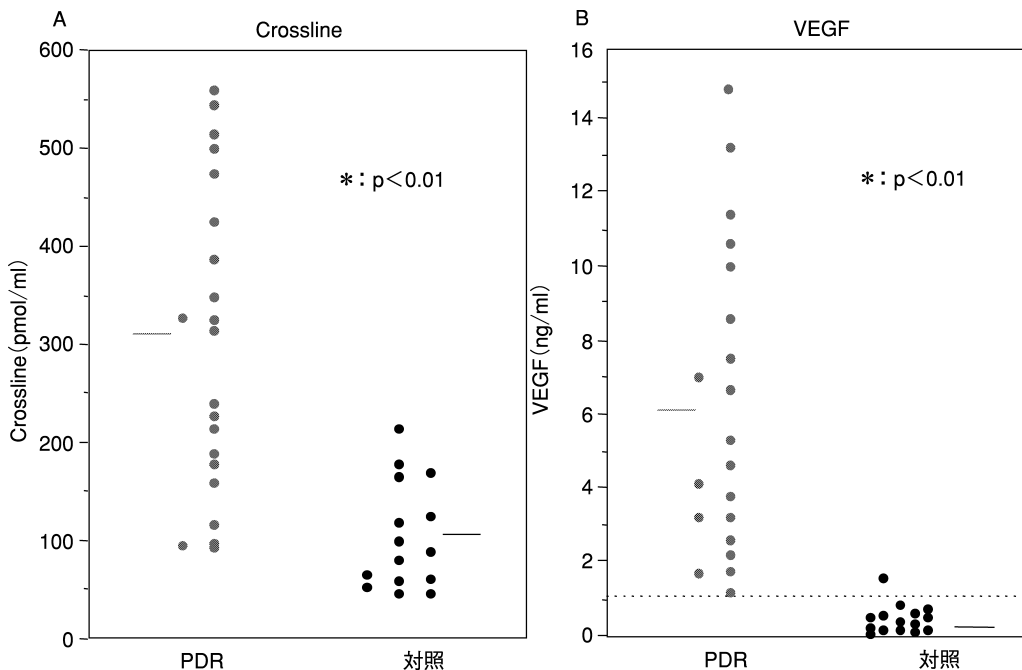 A
Crossline
600
500
400
300
200
100
0
Crossline(pmol/ml)
*:p<0.01
PDR
対照
B
VEGF
16
14
12
10
8
6
4
2
0
VEGF(ng/ml)
*:p<0.01
PDR
対照